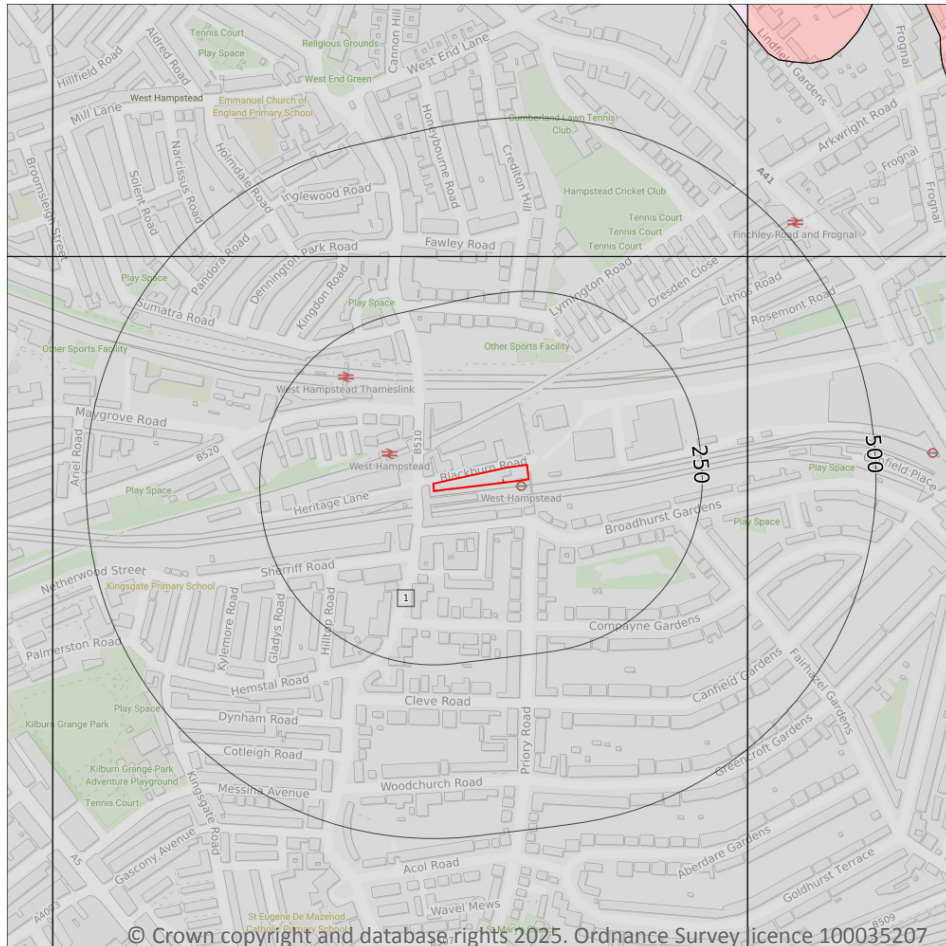 Hillfield Road
Aldred Road
Tennis Court
Play Space
Religious Grounds
Cannon Hill
West End Lane
West End Green
Lindfield Gardens
Frognal
West Hampstead
Mill Lane
Emmanuel Church of
England Primary School
Honeybourne Road
Cumberland Lawn Tennis
Club
Arkwright Road
Broomsleigh Street
Solent Road
Narcissus Road
Holmdale Road
Credlton Hill
A41
Frognal
Inglewood Road
Hampstead Cricket Club
Frognal
Tennis Court
Tennis Court
Tennis Court
Finchley Road and Frognal
Pandora Road
Dennington Park Road
Fawley Road
Play Space
Kingdon Road
Lymington Road
Dresden Close
Lithos Road
Rosemont Road
Sumatra Road
Play Space
Other Sports Facility
Other Sports Facility
West Hampstead Thameslink
Maygrove Road
B510
B520
Ariel Road
West Hampstead
Blackburn Road
250
500
Canfield Place
Play Space
Play Space
Heritage Lane
West Hampstead
Broadhurst Gardens
Play Space
Netherwood Street
Sherriff Road
Kingsgate Primary School
1
Kylemore Road
Gladys Road
Hilltop Road
Compayne Gardens
Palmerston Road
Hemstal Road
Canfield Gardens
Fairhazel Gardens
Play Space
Cleve Road
Kilburn Grange Park
Dynham Road
Priory Road
Greencroft Gardens
Cotleigh Road
Kilburn Grange Park
Adventure Playground
Messina Avenue
Woodchurch Road
Tennis Court
Kingsgate Road
Gascony Avenue
A5
Acol Road
Aberdare Gardens
Goldhurst Terrace
A4003
Wavel Mews
St Eugene De Mazenod
Catholic Primary School
St Mary's Church
B509
© Crown copyright and database rights 2025. Ordnance Survey licence 100035207